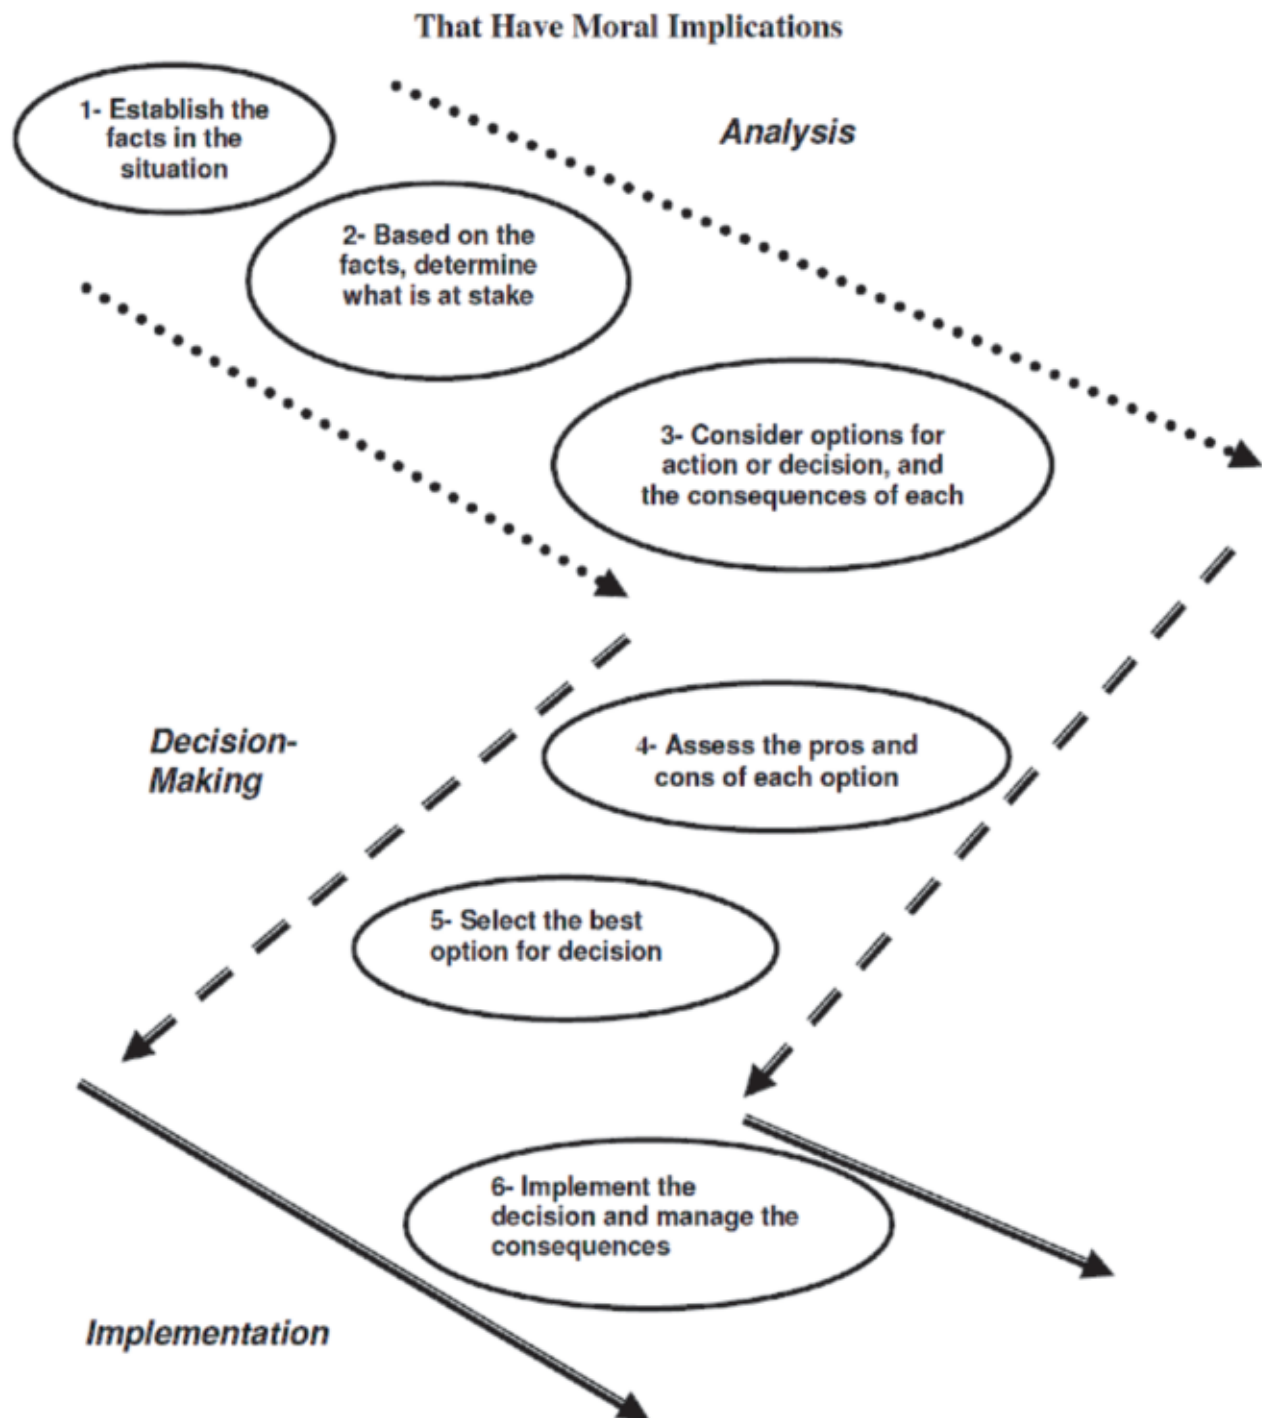 That Have Moral Implications
1- Establish the
facts in the
situation
Analysis
2- Based on the
facts, determine
what is at stake
3- Consider options for
action or decision, and
the consequences of each
Decision-
Making
4- Assess the pros and
cons of each option
5- Select the best
option for decision
6- Implement the
decision and manage the
consequences
Implementation